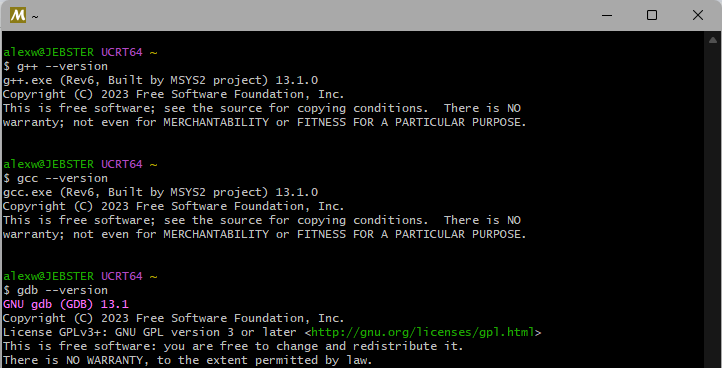 ~
alexw@JEBSTER UCRT64 ~
$ g++ --version
g++.exe (Rev6, Built by MSYS2 project) 13.1.0
Copyright (C) 2023 Free Software Foundation, Inc.
This is free software; see the source for copying conditions.  There is NO
warranty; not even for MERCHANTABILITY or FITNESS FOR A PARTICULAR PURPOSE.
alexw@JEBSTER UCRT64 ~
$ gcc --version
gcc.exe (Rev6, Built by MSYS2 project) 13.1.0
Copyright (C) 2023 Free Software Foundation, Inc.
This is free software; see the source for copying conditions.  There is NO
warranty; not even for MERCHANTABILITY or FITNESS FOR A PARTICULAR PURPOSE.
alexw@JEBSTER UCRT64 ~
$ gdb --version
GNU gdb (GDB) 13.1
Copyright (C) 2023 Free Software Foundation, Inc.
License GPLv3+: GNU GPL version 3 or later <http://gnu.org/licenses/gpl.html>
This is free software: you are free to change and redistribute it.
There is NO WARRANTY, to the extent permitted by law.